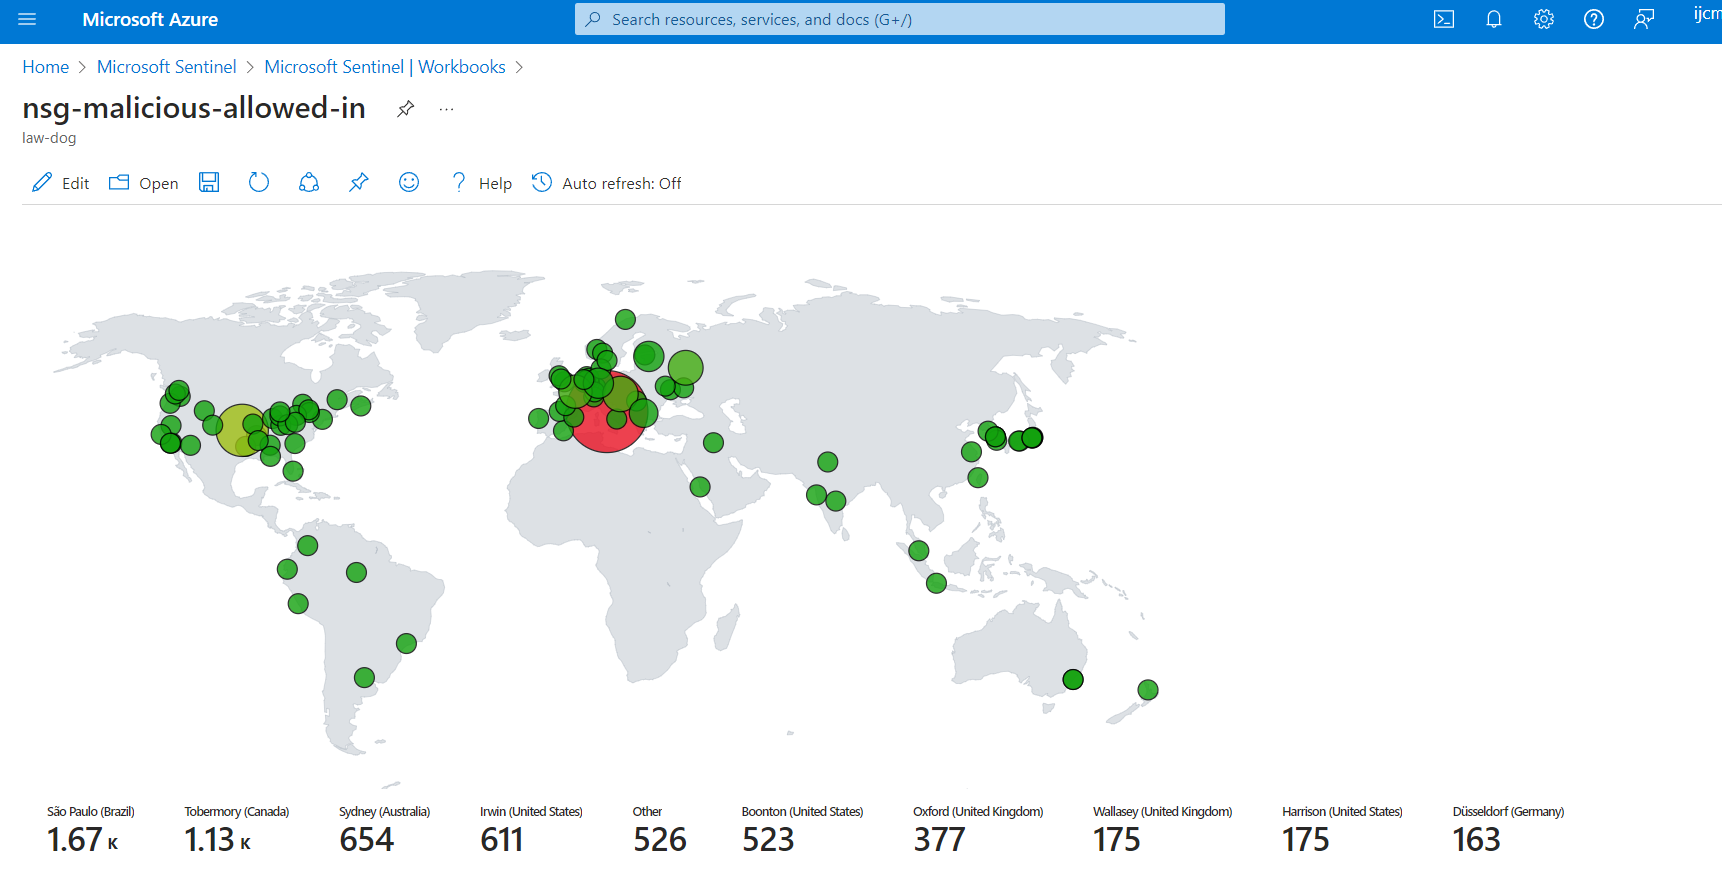 Microsoft Azure
Search resources, services, and docs (G+/)
ijcm
Home > Microsoft Sentinel > Microsoft Sentinel | Workbooks >
nsg-malicious-allowed-in ...
law-dog
Edit Open ? Help Auto refresh: Off
São Paulo (Brazil) Tobermory (Canada) Sydney (Australia) Irwin (United States) Other Boonton (United States) Oxford (United Kingdom) Wallasey (United Kingdom) Harrison (United States) Düsseldorf (Germany)
1.67 K 1.13 K 654 611 526 523 377 175 175 163